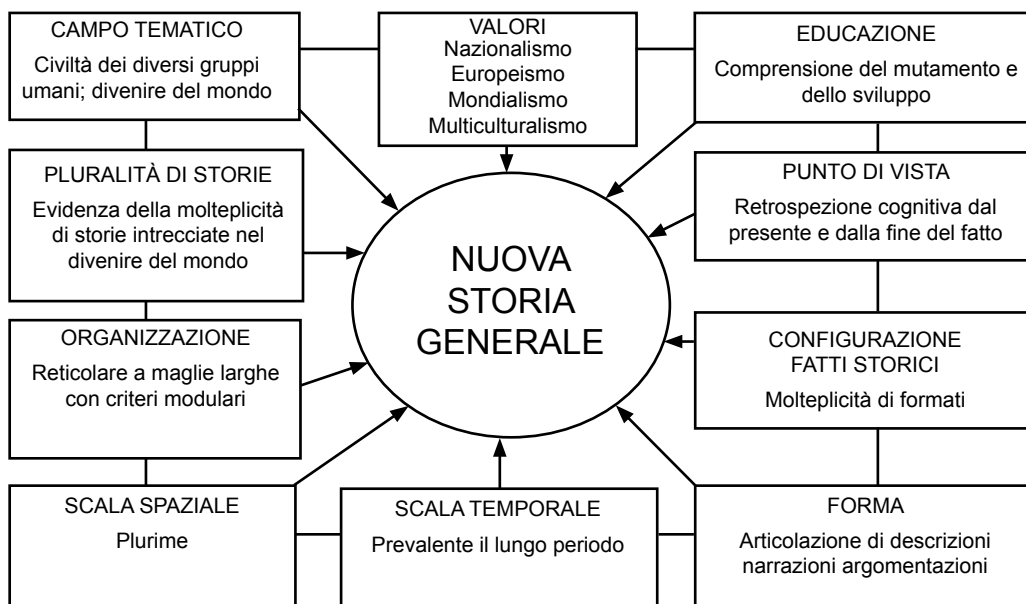 CAMPO TEMATICO
Civiltà dei diversi gruppi
umani; divenire del mondo
VALORI
Nazionalismo
Europeismo
Mondialismo
Multiculturalismo
EDUCAZIONE
Comprensione del mutamento e
dello sviluppo
PLURALITÀ DI STORIE
Evidenza della molteplicità
di storie intrecciate nel
divenire del mondo
NUOVA
STORIA
GENERALE
PUNTO DI VISTA
Retrospezione cognitiva dal
presente e dalla fine del fatto
ORGANIZZAZIONE
Reticolare a maglie larghe
con criteri modulari
CONFIGURAZIONE
FATTI STORICI
Molteplicità di formati
SCALA SPAZIALE
Plurime
SCALA TEMPORALE
Prevalente il lungo periodo
FORMA
Articolazione di descrizioni
narrazioni argomentazioni